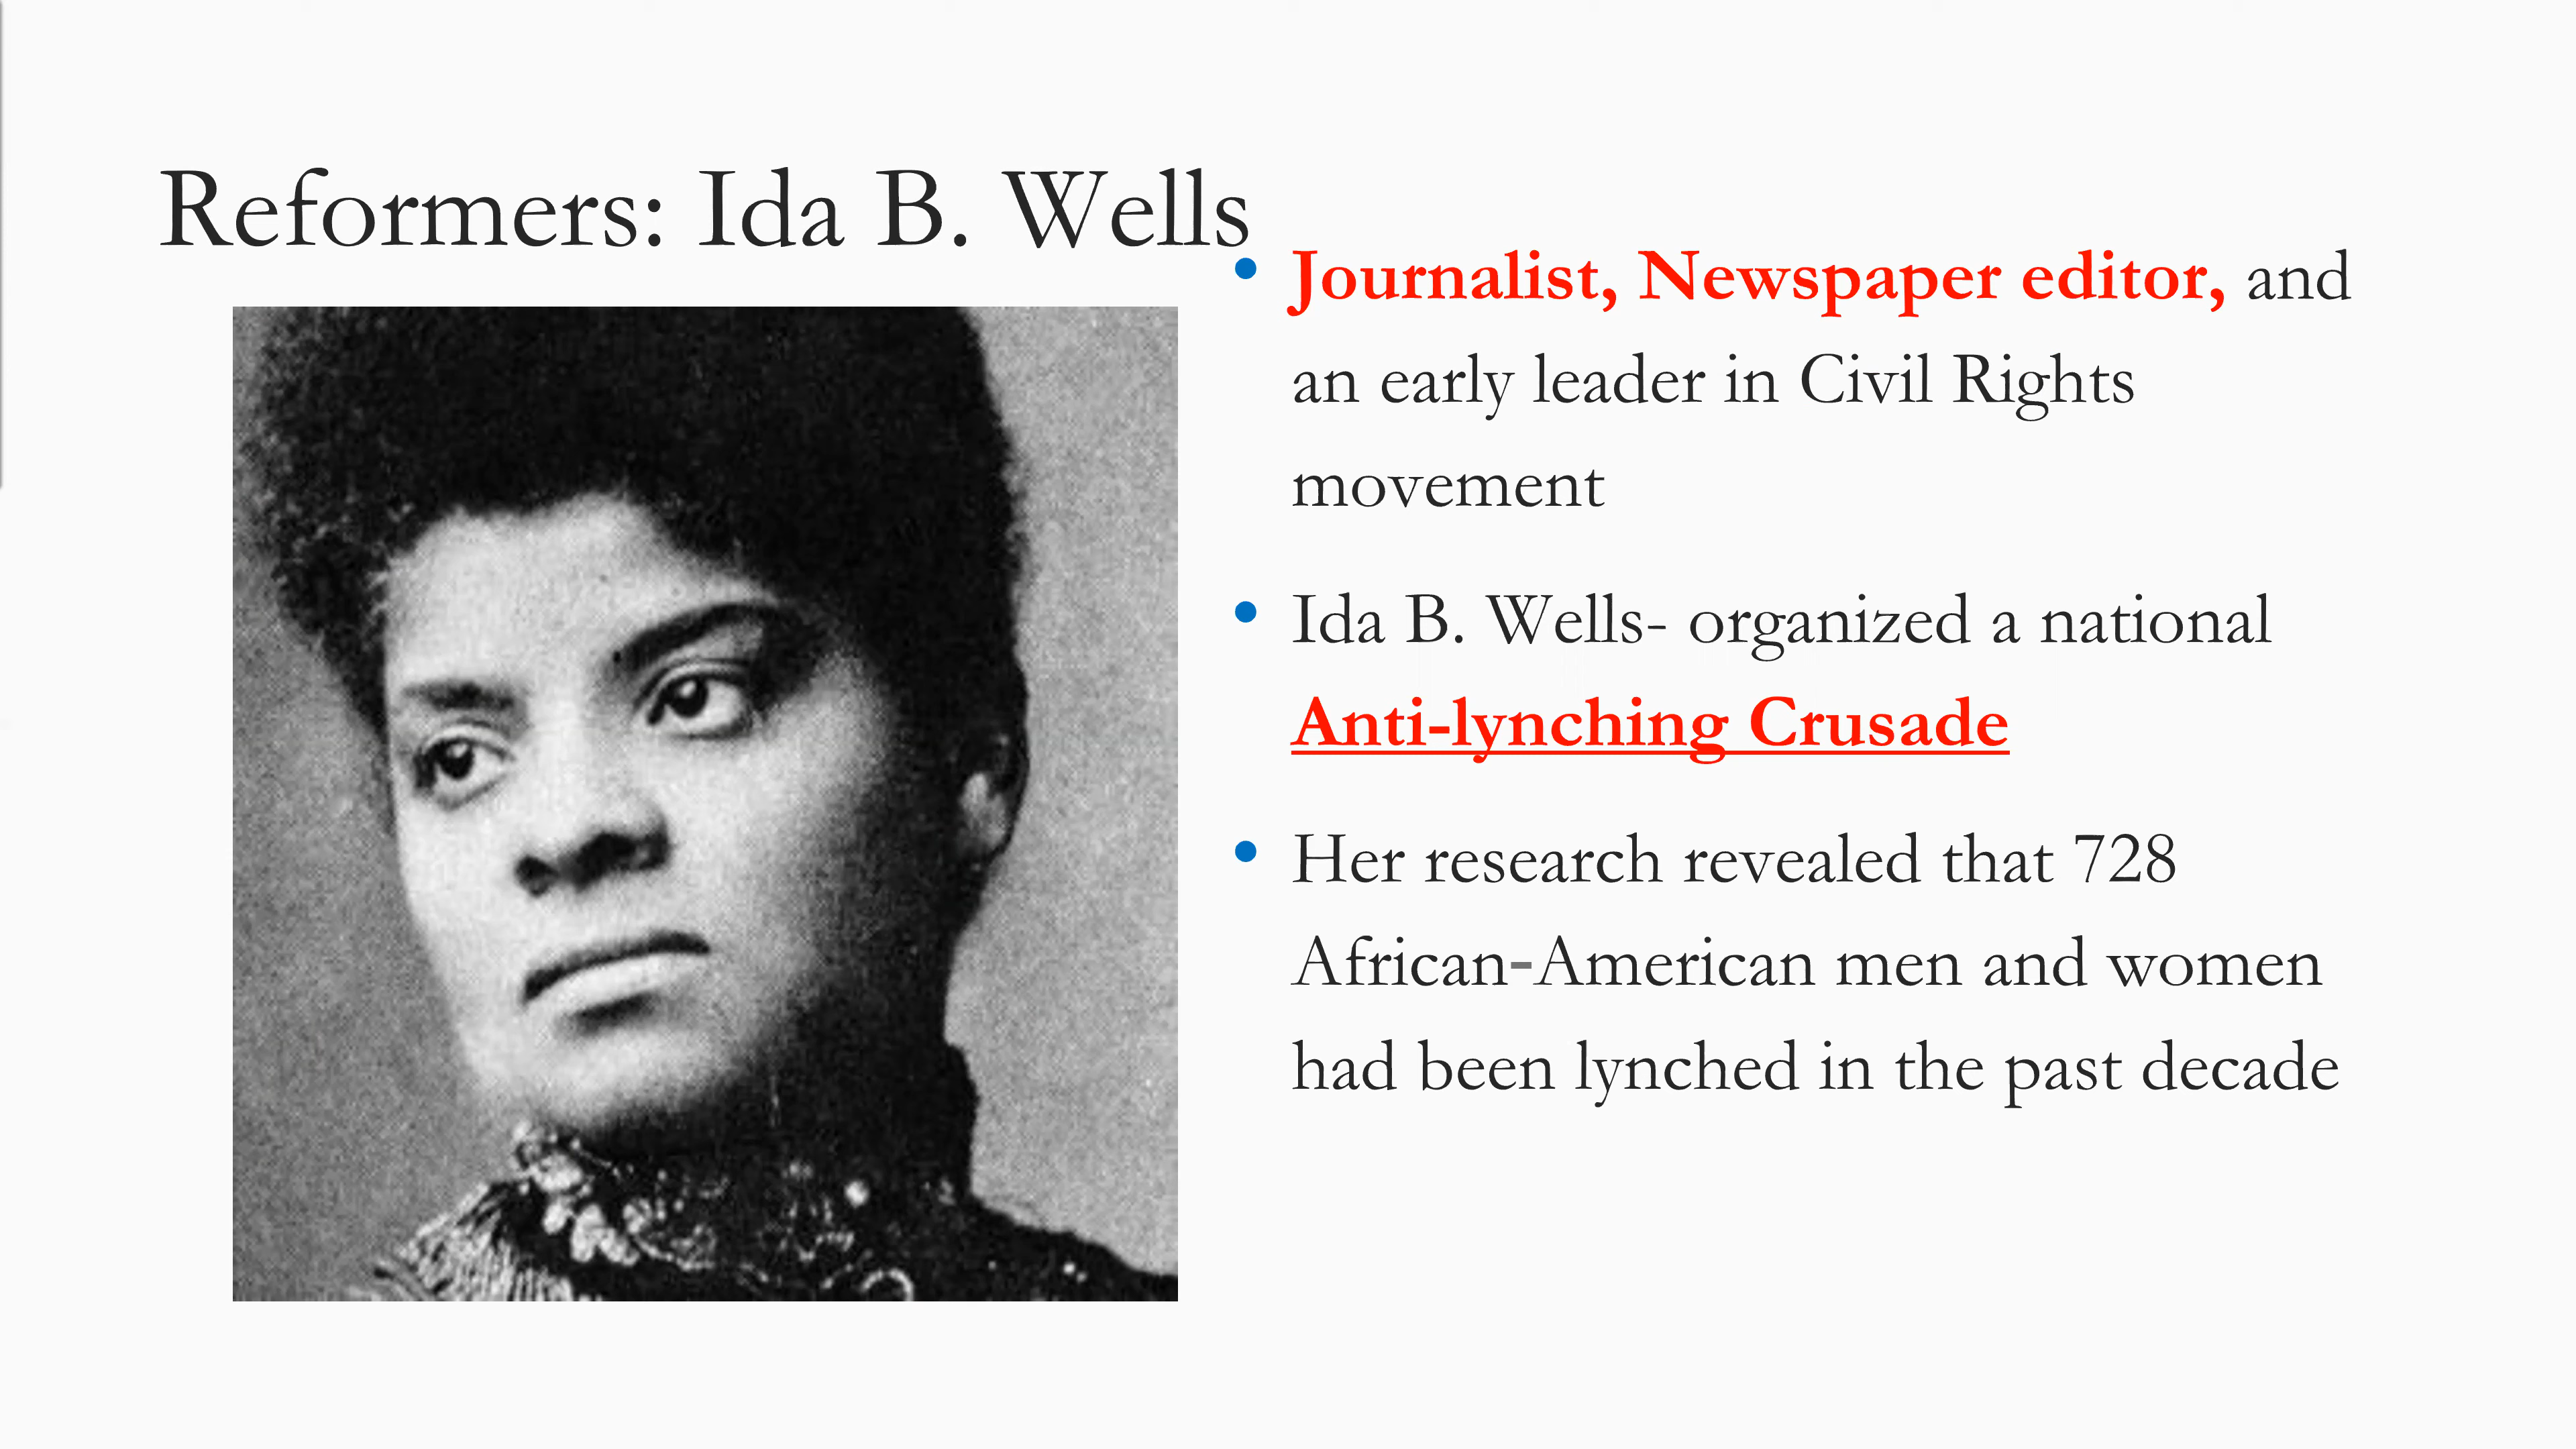 Reformers: Ida B. Wells
• Journalist, Newspaper editor, and
an early leader in Civil Rights
movement
• Ida B. Wells- organized a national
Anti-lynching Crusade
• Her research revealed that 728
African-American men and women
had been lynched in the past decade